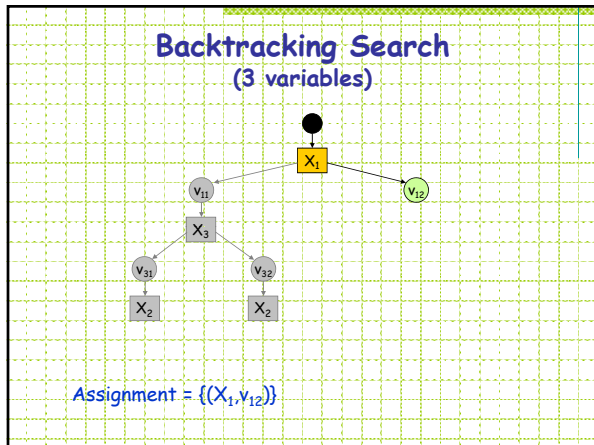 Backtracking Search
(3 variables)
X₁
v₁₁
v₁₂
X₃
v₃₁
v₃₂
X₂
X₂
Assignment = {(X₁,v₁₂)}